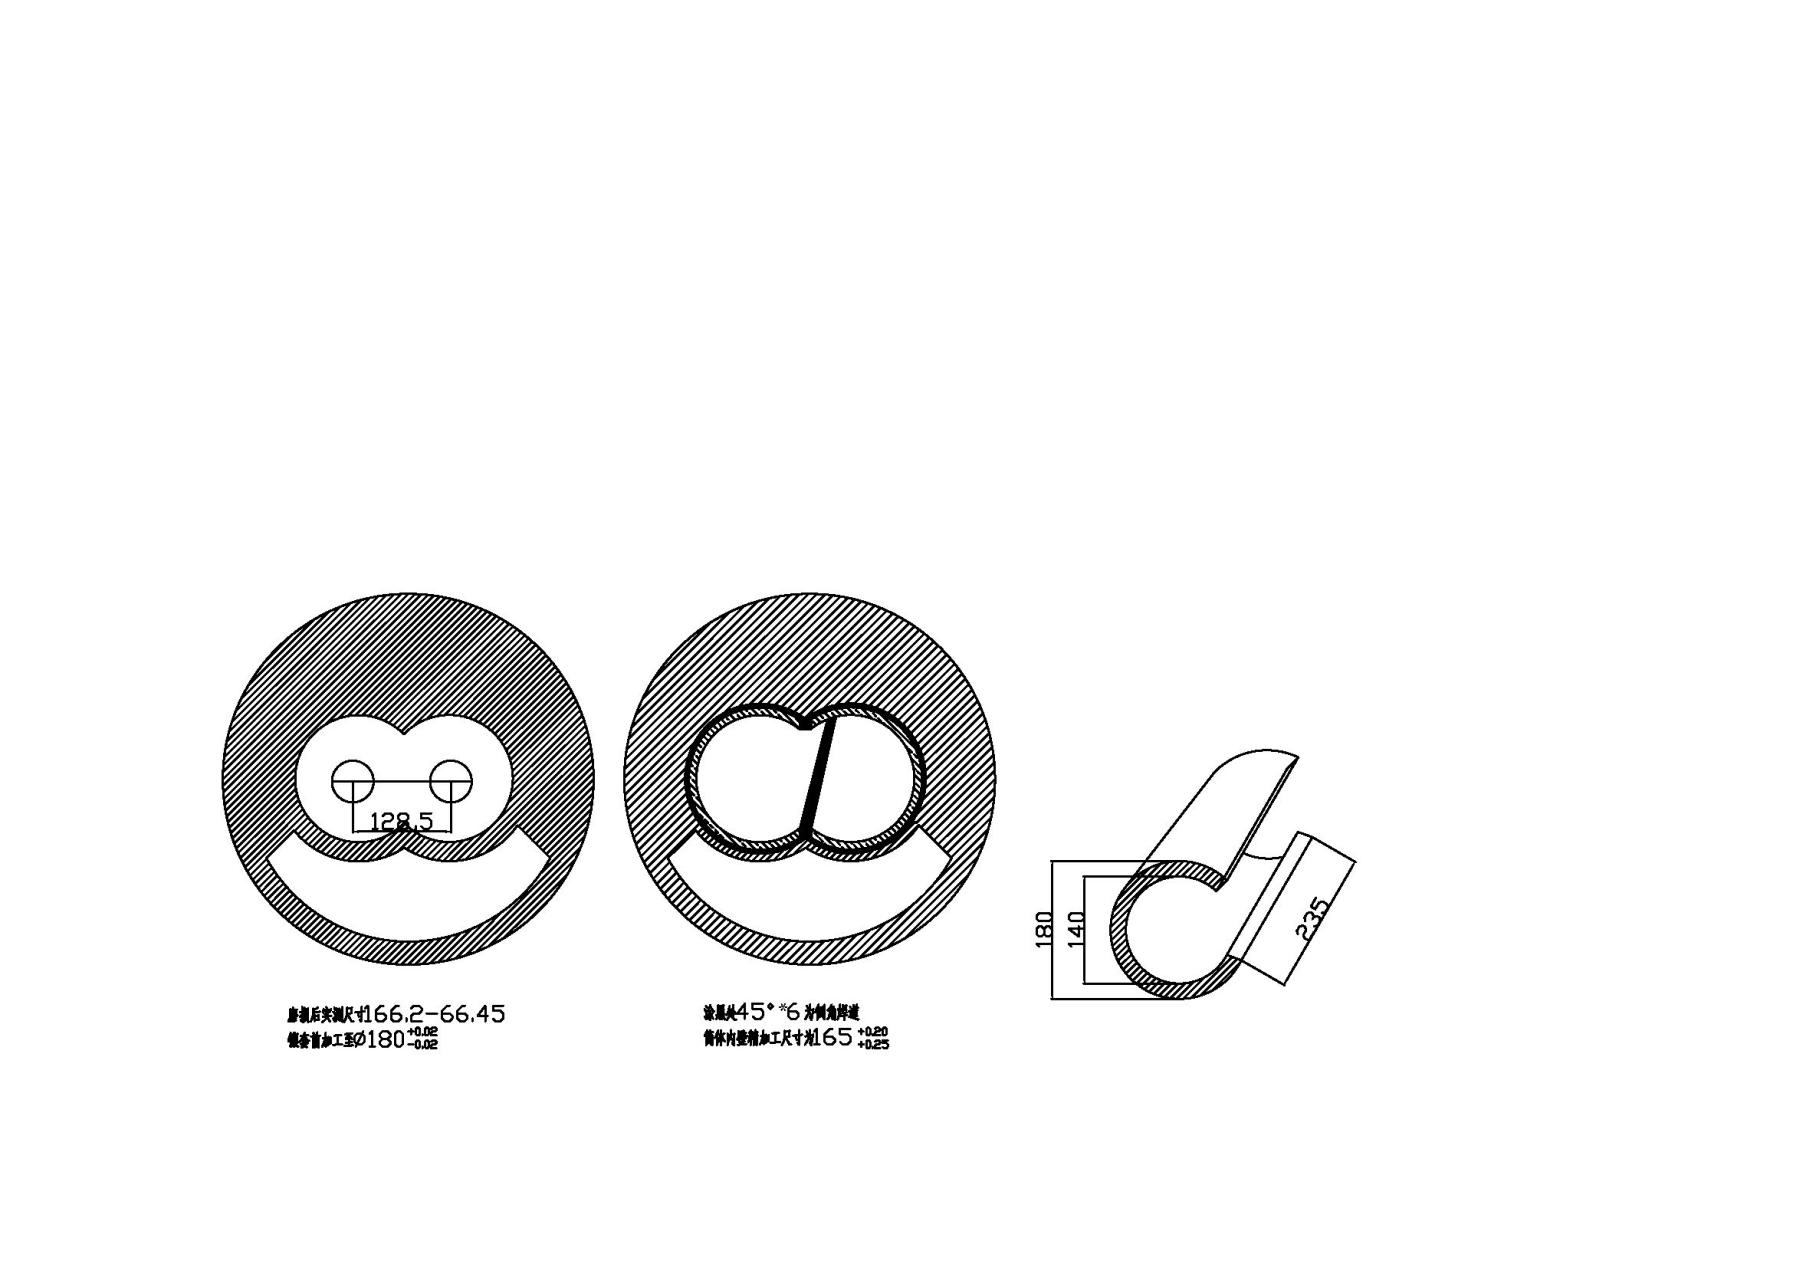 128.5
180
140
235
磨损后实测尺寸166.2-66.45
镶套前加工至Ø180 +0.02 -0.02
涂黑处45° *6 为倒角焊道
筒体内壁精加工尺寸为165 +0.20 +0.25